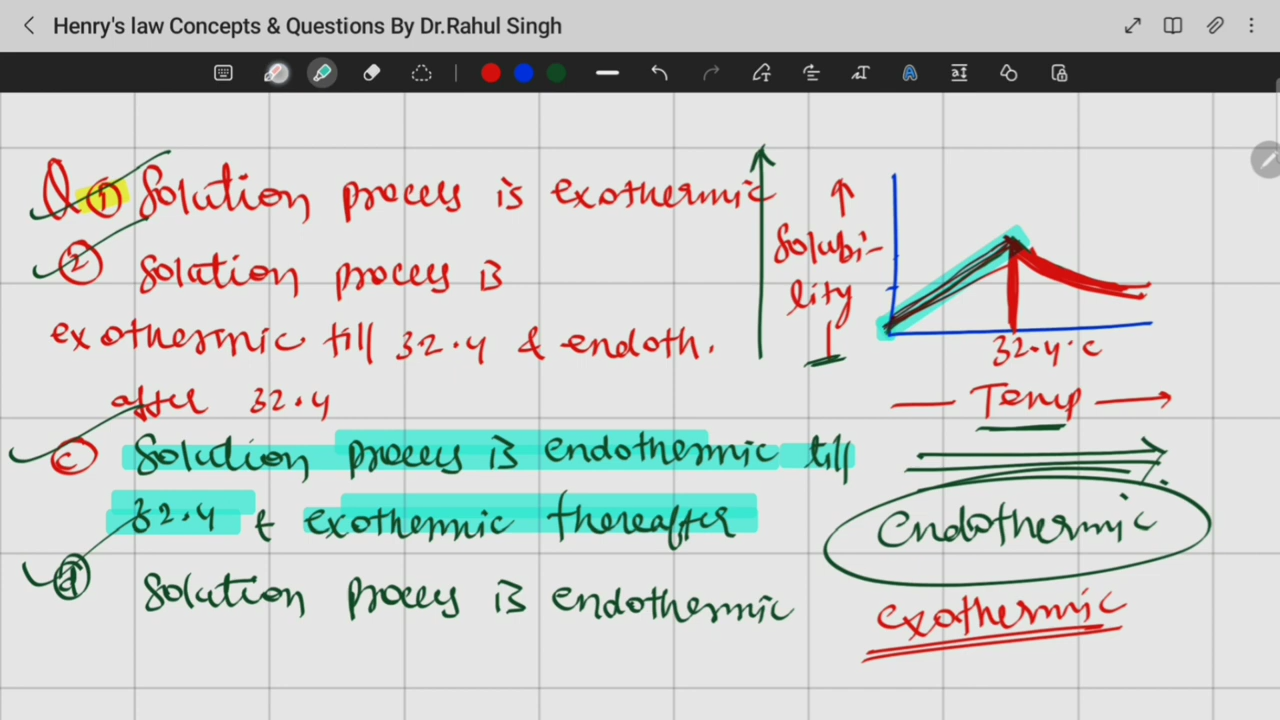 Henry's law Concepts & Questions By Dr.Rahul Singh
Q ① Solution process is exothermic
② Solution process is
exothermic till 32.4 & endoth.
after 32.4
ⓒ Solution process is endothermic till
32.4 & exothermic thereafter
ⓓ Solution process is endothermic
Solubi-
lity
32.4°C
Temp
Endothermic
exothermic